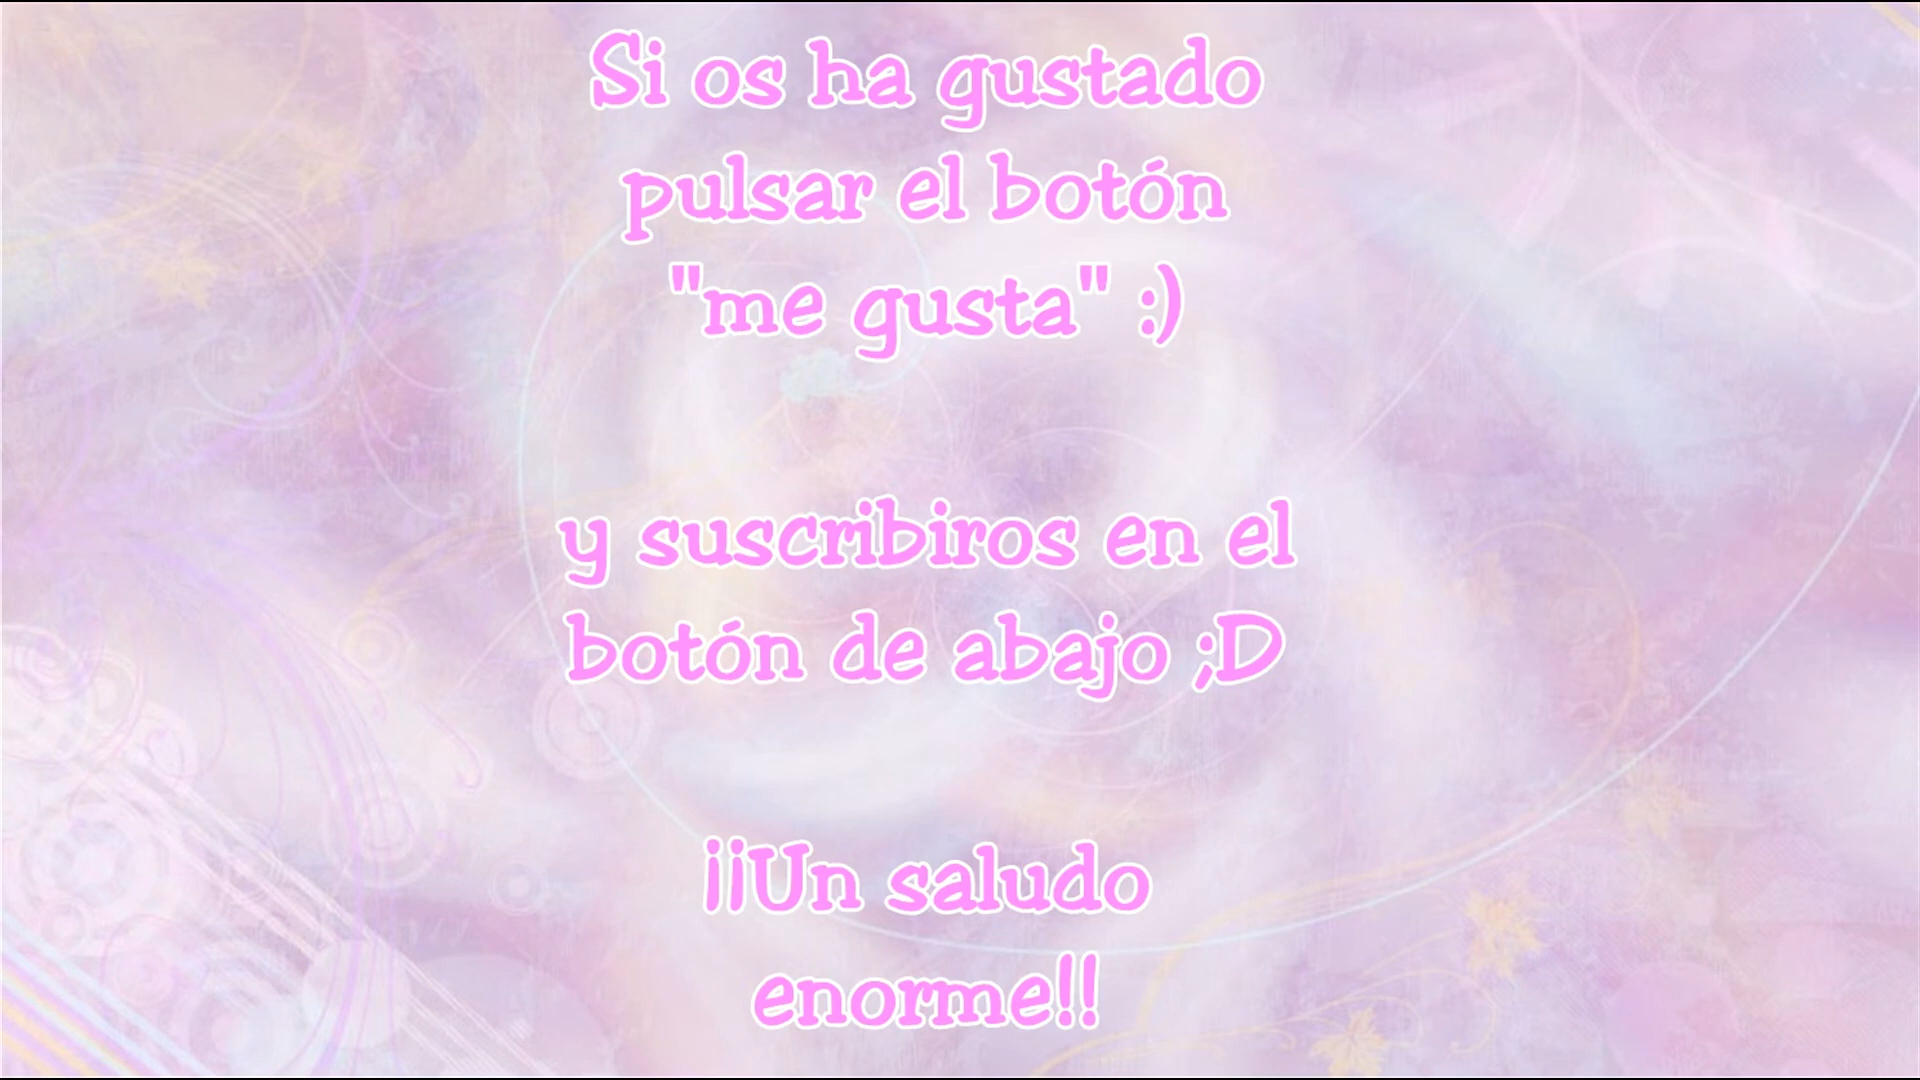 Si os ha gustado
pulsar el botón
"me gusta" :)
y suscribiros en el
botón de abajo ;D
¡¡Un saludo
enorme!!